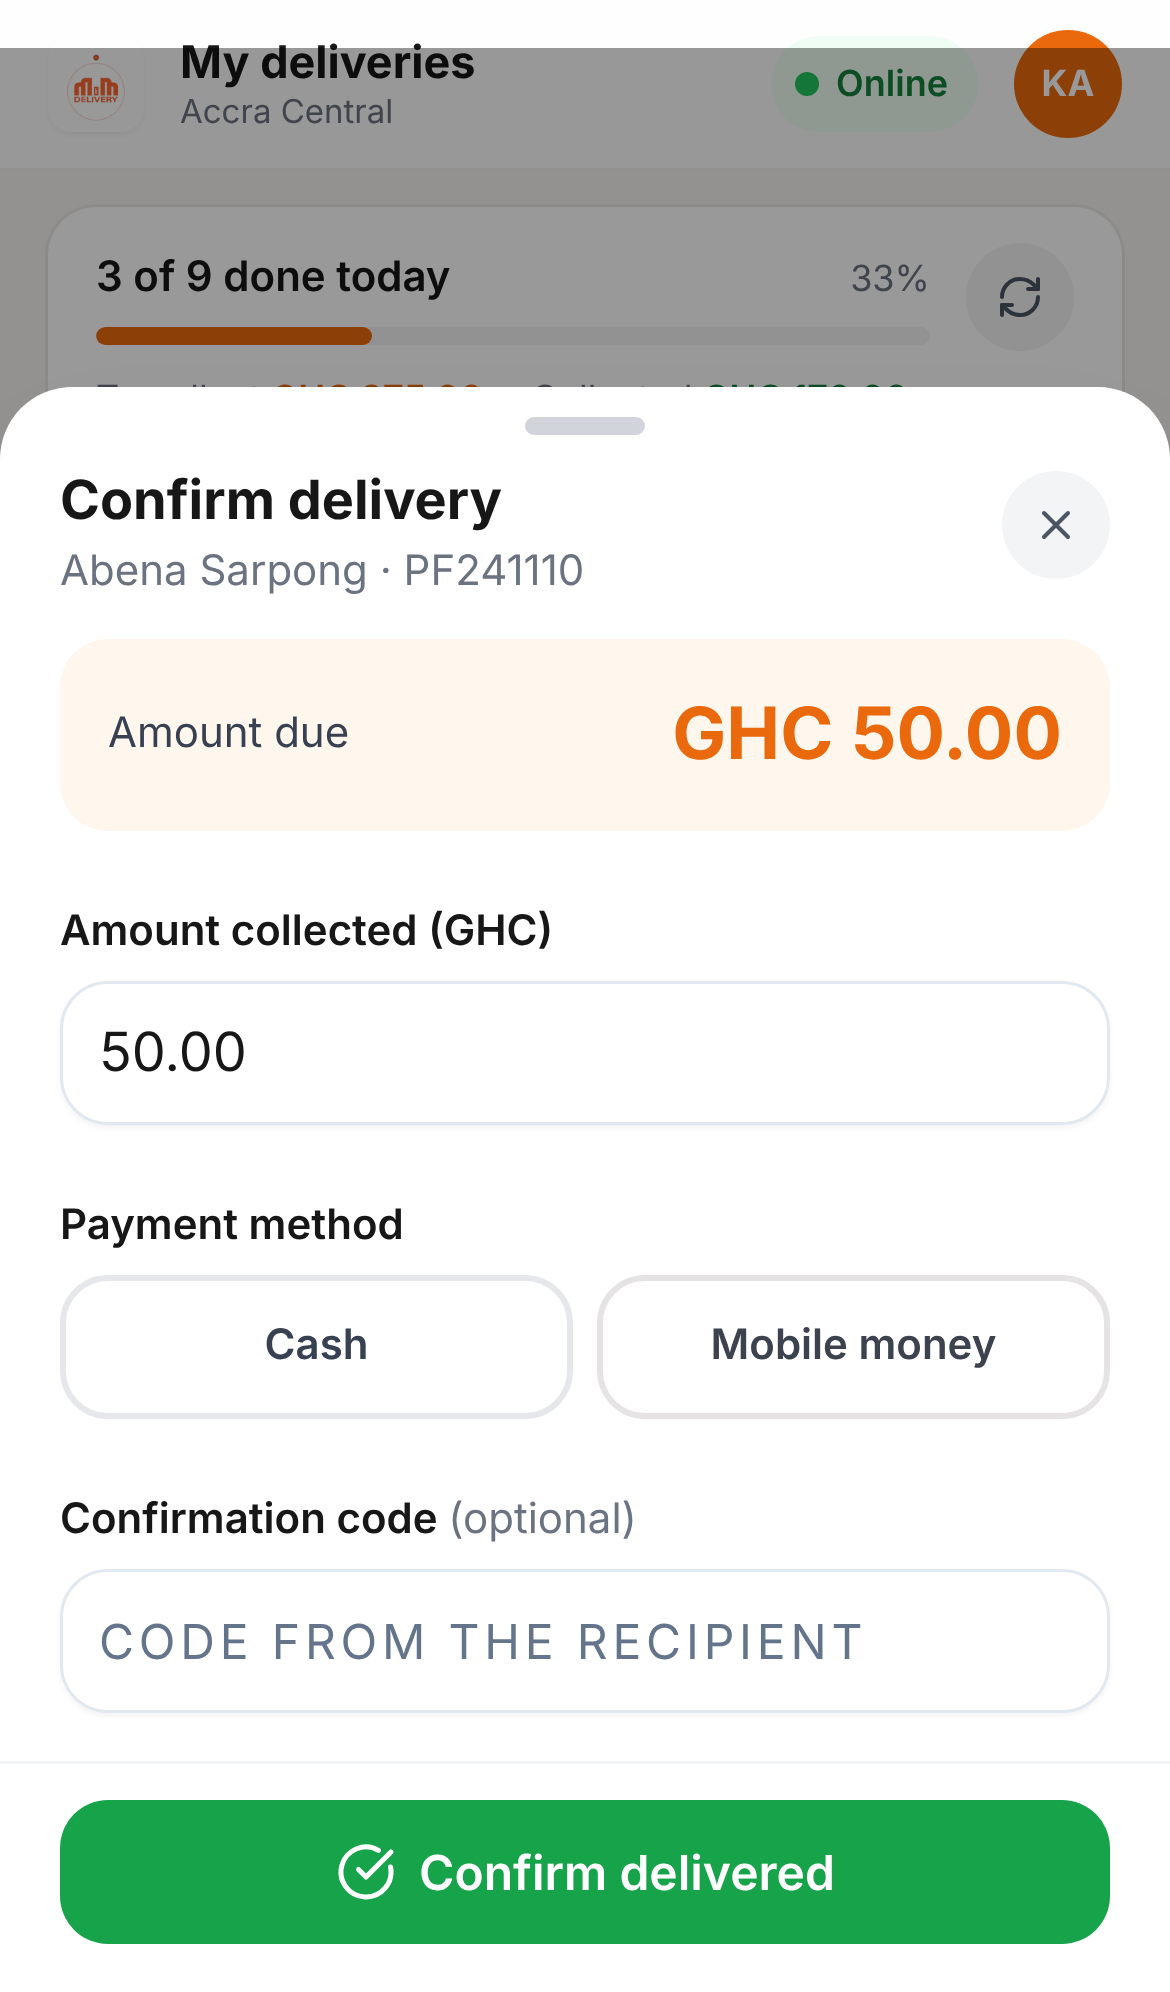 My deliveries
Accra Central
Online
KA
DELIVERY
3 of 9 done today
33%
Confirm delivery
Abena Sarpong · PF241110
Amount due
GHC 50.00
Amount collected (GHC)
50.00
Payment method
Cash
Mobile money
Confirmation code (optional)
CODE FROM THE RECIPIENT
Confirm delivered